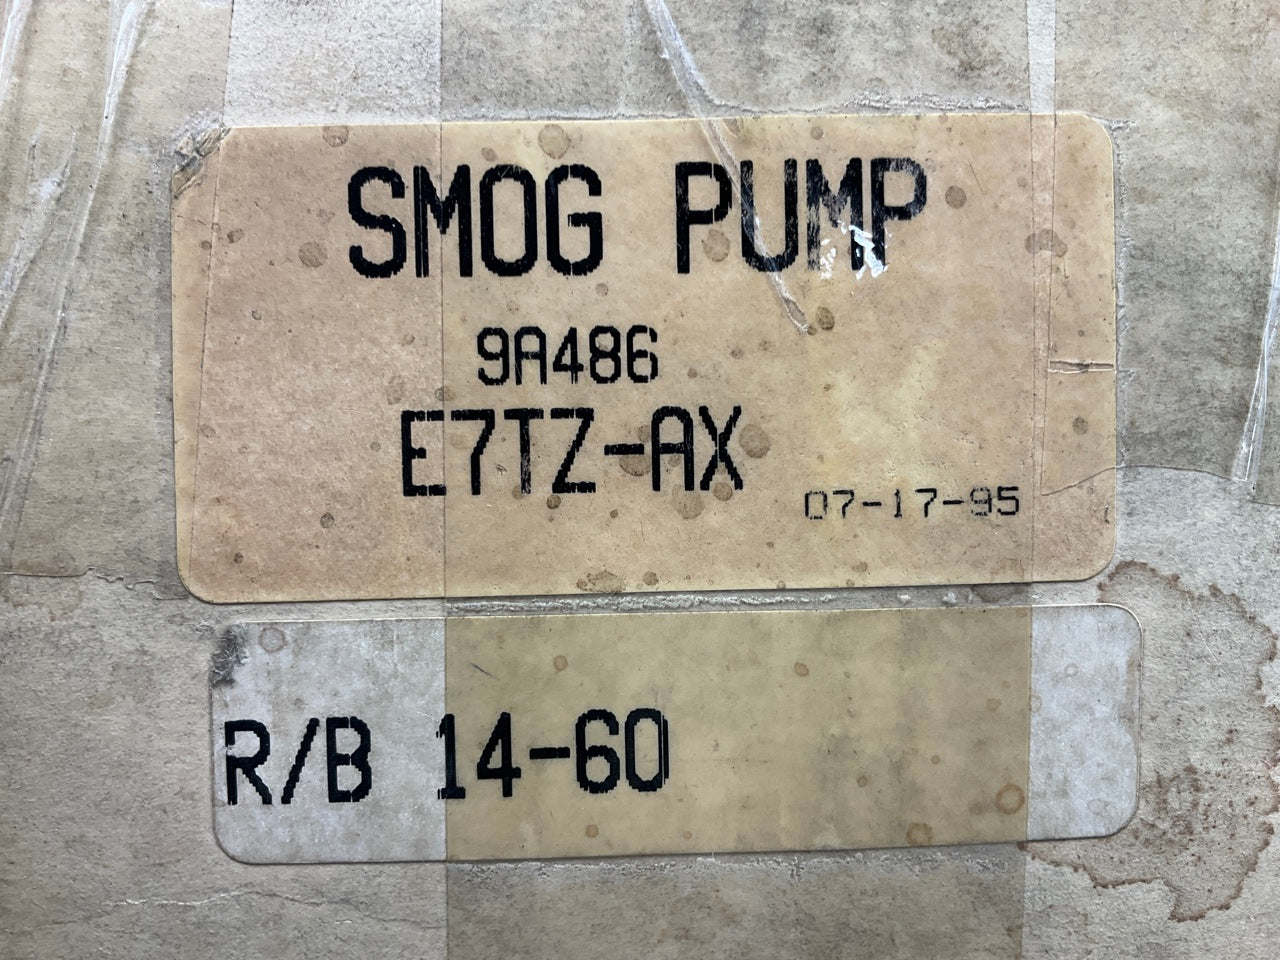 SMOG PUMP
9A486
E7TZ-AX
07-17-95
R/B 14-60